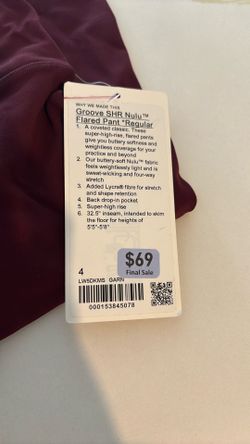 WHY WE MADE THIS
Groove SHR Nulu™
Flared Pant *Regular
1. A coveted classic. These
super-high-rise, flared pants
give you buttery softness and
weightless coverage for your
practice and beyond
2. Our buttery-soft Nulu™ fabric
feels weightlessly light and is
sweat-wicking and four-way
stretch
3. Added Lycra® fibre for stretch
and shape retention
4. Back drop-in pocket
5. Super-high rise
6. 32.5" inseam, intended to skim
the floor for heights of
5'5"-5'8"
4
$69
Final Sale
LW5DKMS GARN
000153845078